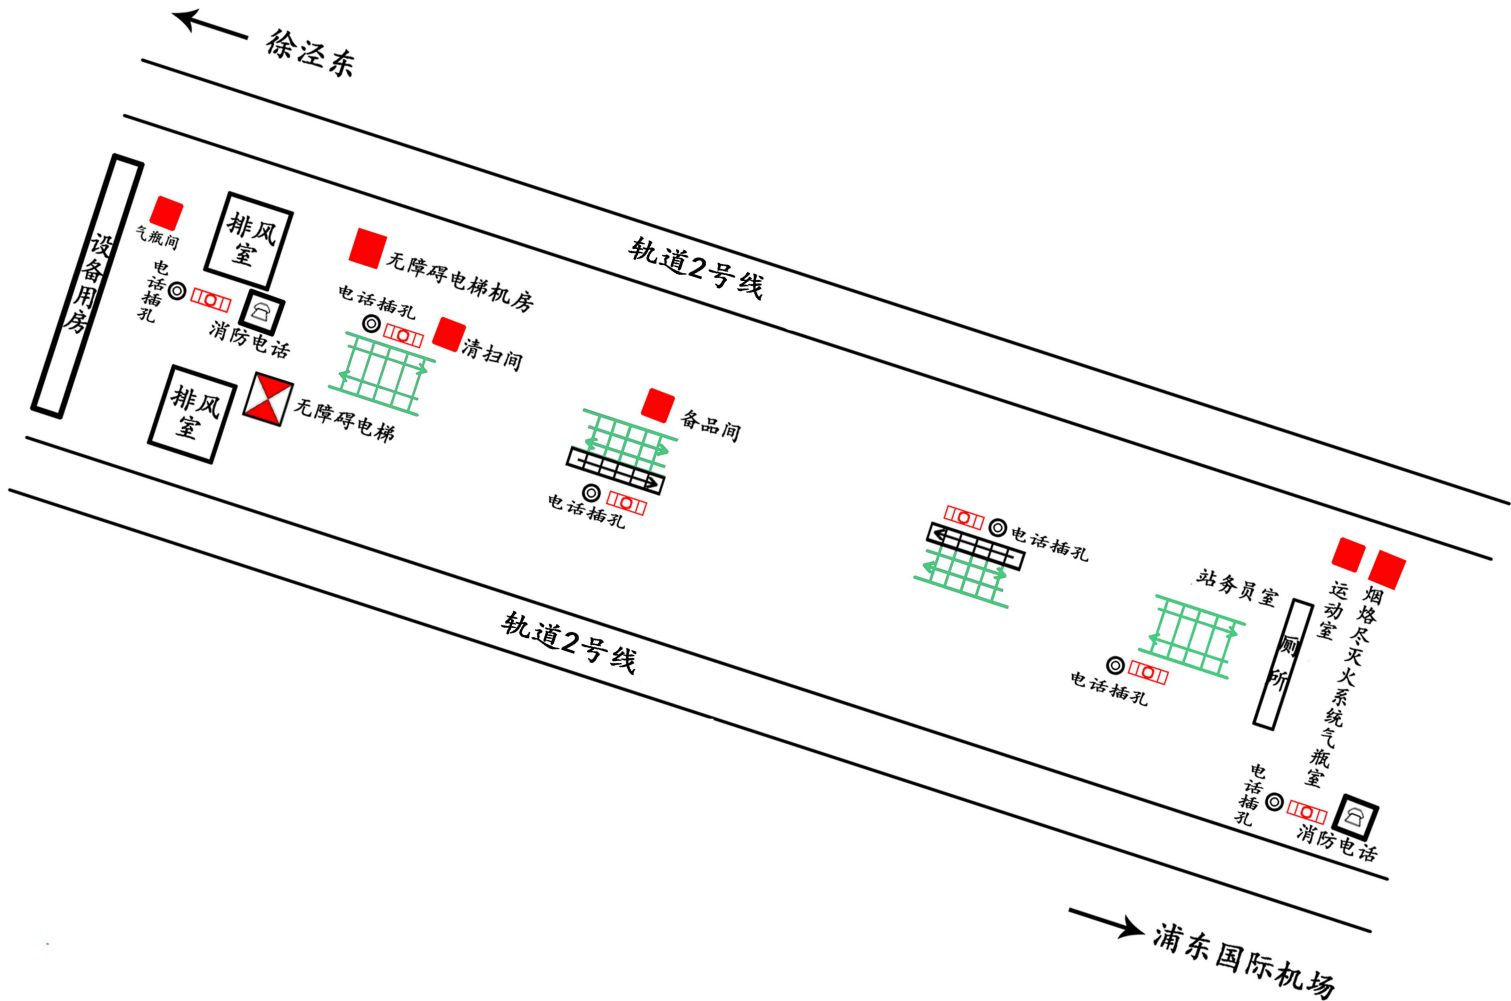 徐泾东
轨道2号线
设备用房
气瓶间
排风
室
电话插孔
消防电话
无障碍电梯机房
电话插孔
清扫间
排风
室
无障碍电梯
备品间
电话插孔
电话插孔
站务员室
厕所
运动室
烟烙尽灭火系统气瓶室
电话插孔
轨道2号线
电话插孔
消防电话
浦东国际机场